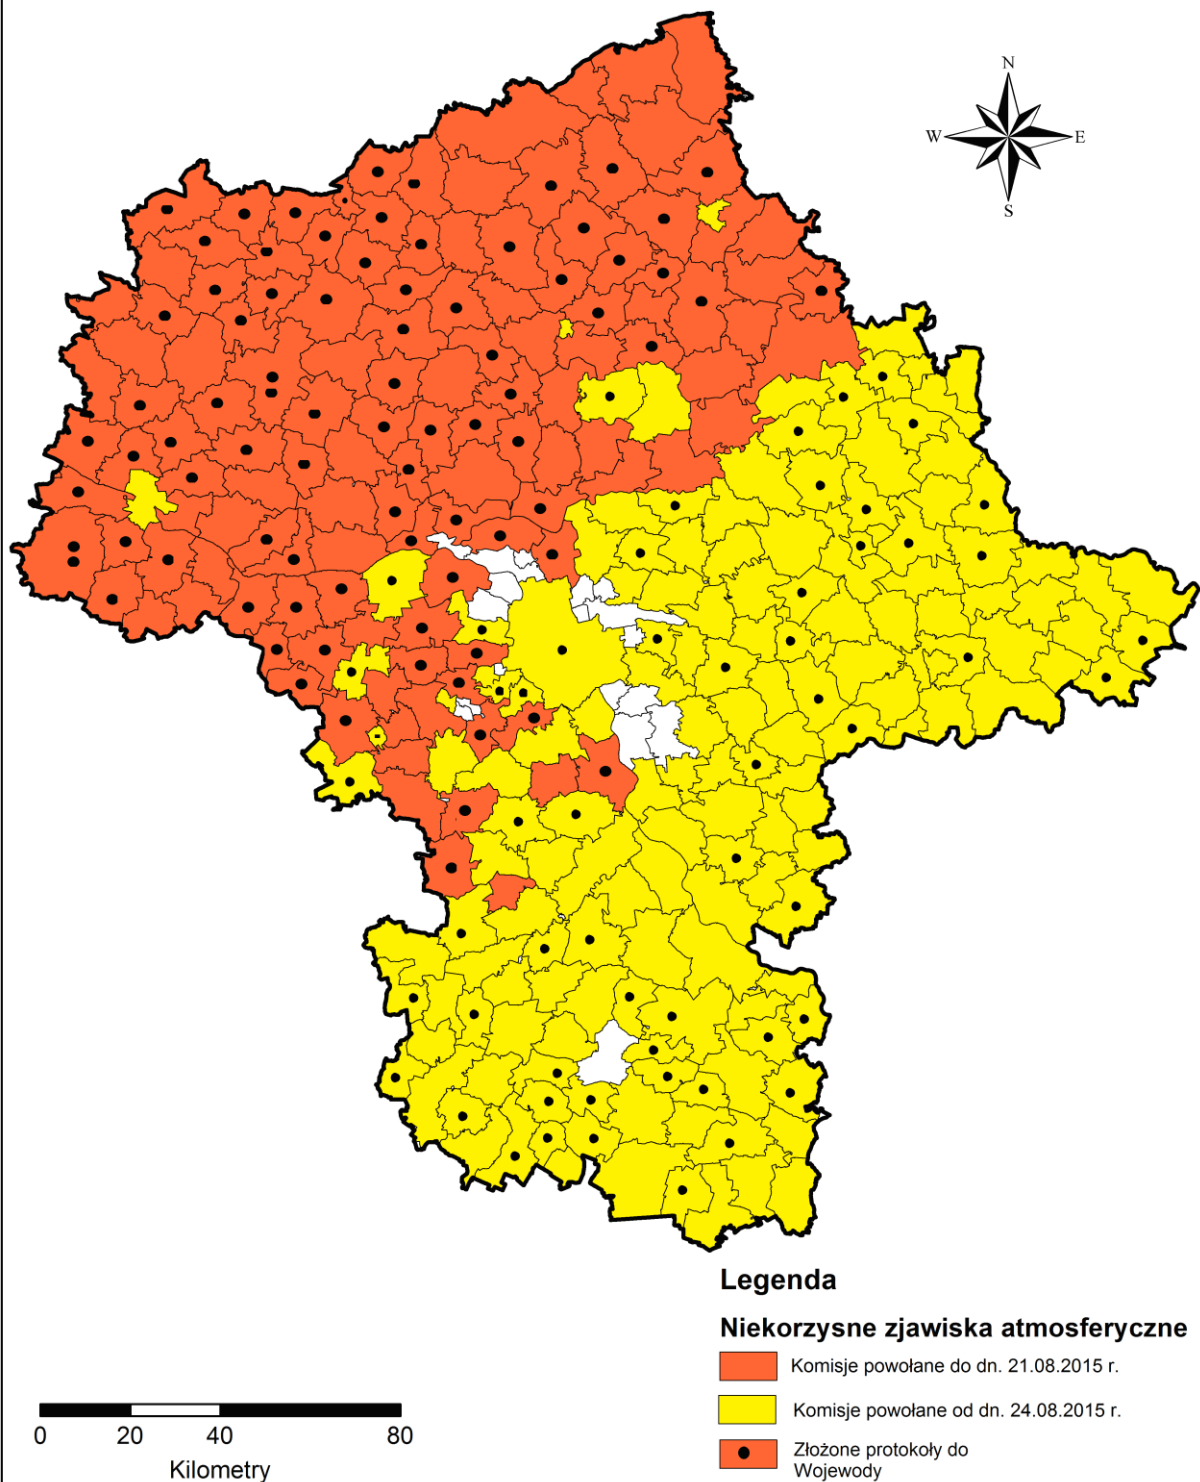 N
W E
S
Legenda
Niekorzysne zjawiska atmosferyczne
Komisje powołane do dn. 21.08.2015 r.
Komisje powołane od dn. 24.08.2015 r.
Złożone protokoły do
Wojewody
0 20 40 80
Kilometry